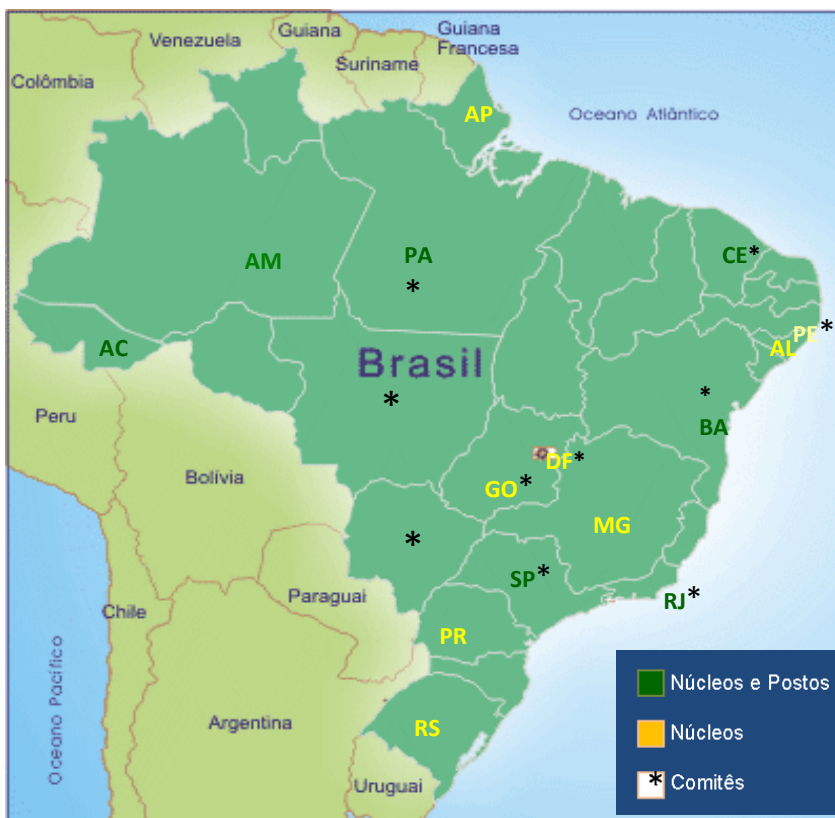 Guiana
Guiana
Francesa
Venezuela
Suriname
Colômbia
AP
Oceano Atlântico
AM
PA
*
CE*
AC
Brasil
*
PE*
AL
*
BA
Peru
Bolívia
DF*
GO*
MG
*
SP*
RJ*
Paraguai
Chile
PR
Oceano Pacífico
Argentina
RS
Uruguai
Núcleos e Postos
Núcleos
* Comitês